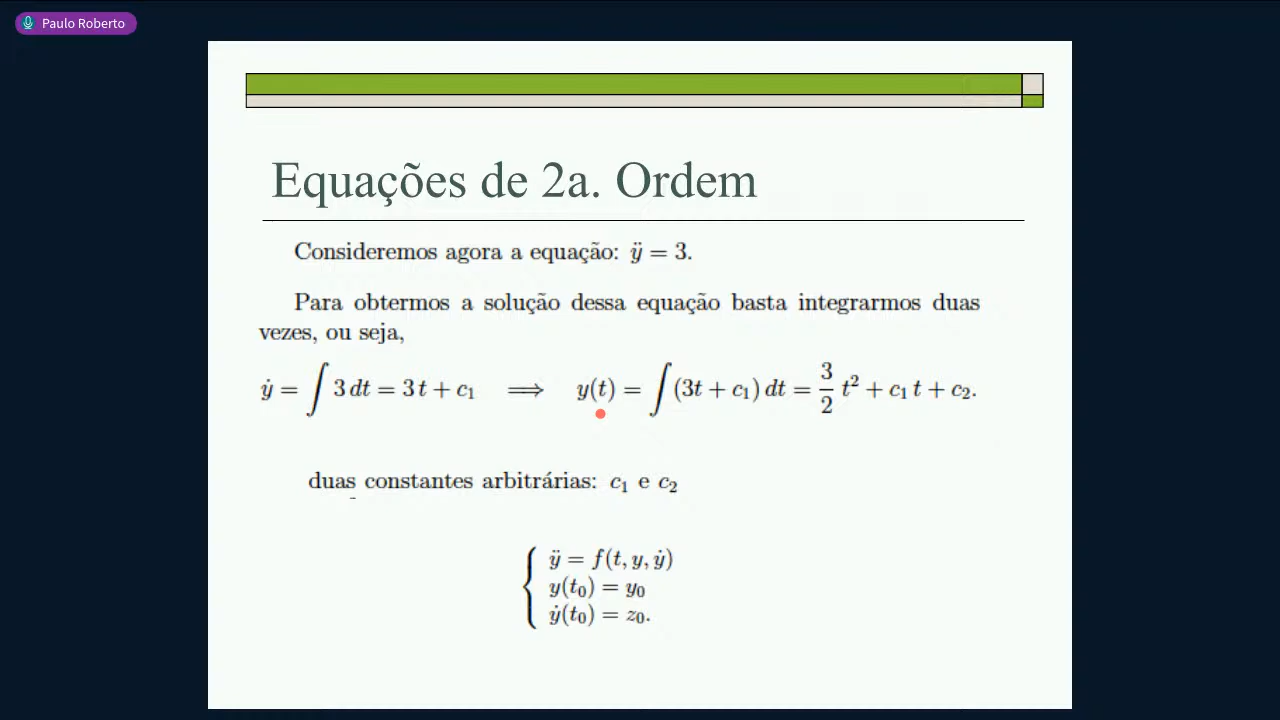 Paulo Roberto
Equações de 2a. Ordem
Consideremos agora a equação: ÿ = 3.
Para obtermos a solução dessa equação basta integrarmos duas
vezes, ou seja,
ẏ = ∫ 3 dt = 3 t + c₁ ⟹ y(t) = ∫ (3t + c₁) dt = 3/2 t² + c₁ t + c₂.
duas constantes arbitrárias: c₁ e c₂
ÿ = f(t, y, ẏ)
y(t₀) = y₀
ẏ(t₀) = z₀.